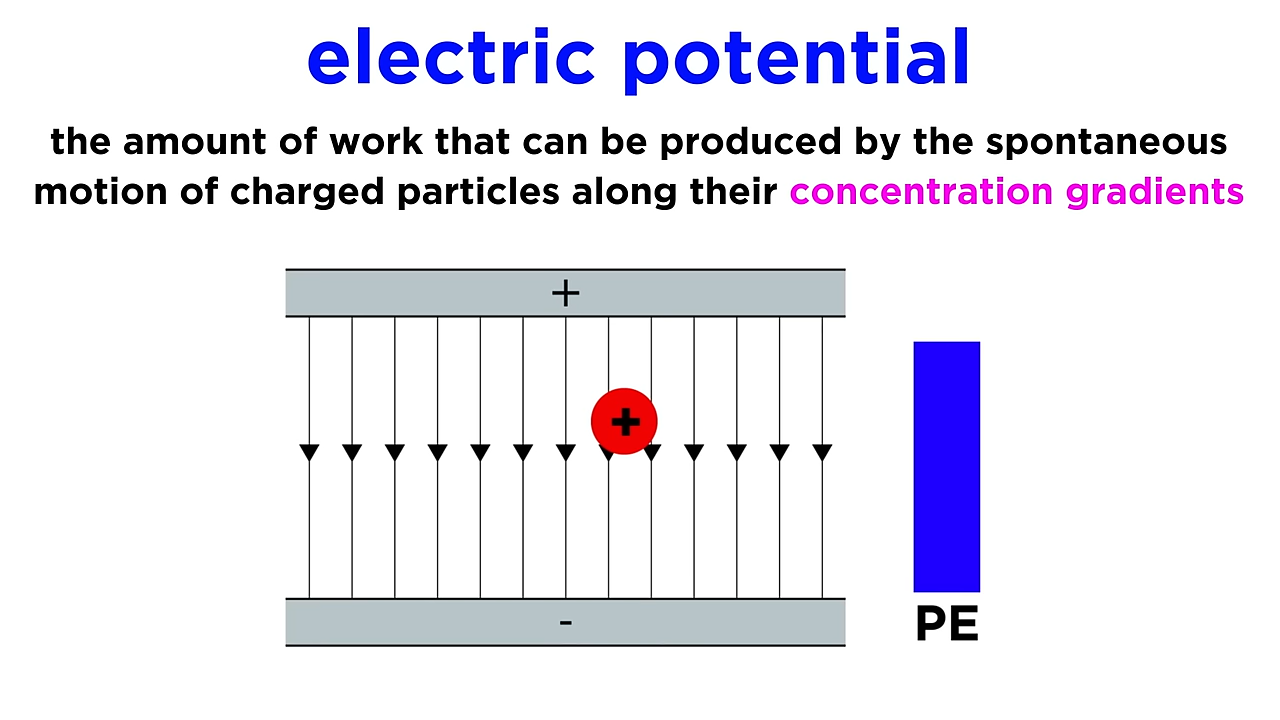 electric potential
the amount of work that can be produced by the spontaneous
motion of charged particles along their concentration gradients
+
+
-
PE